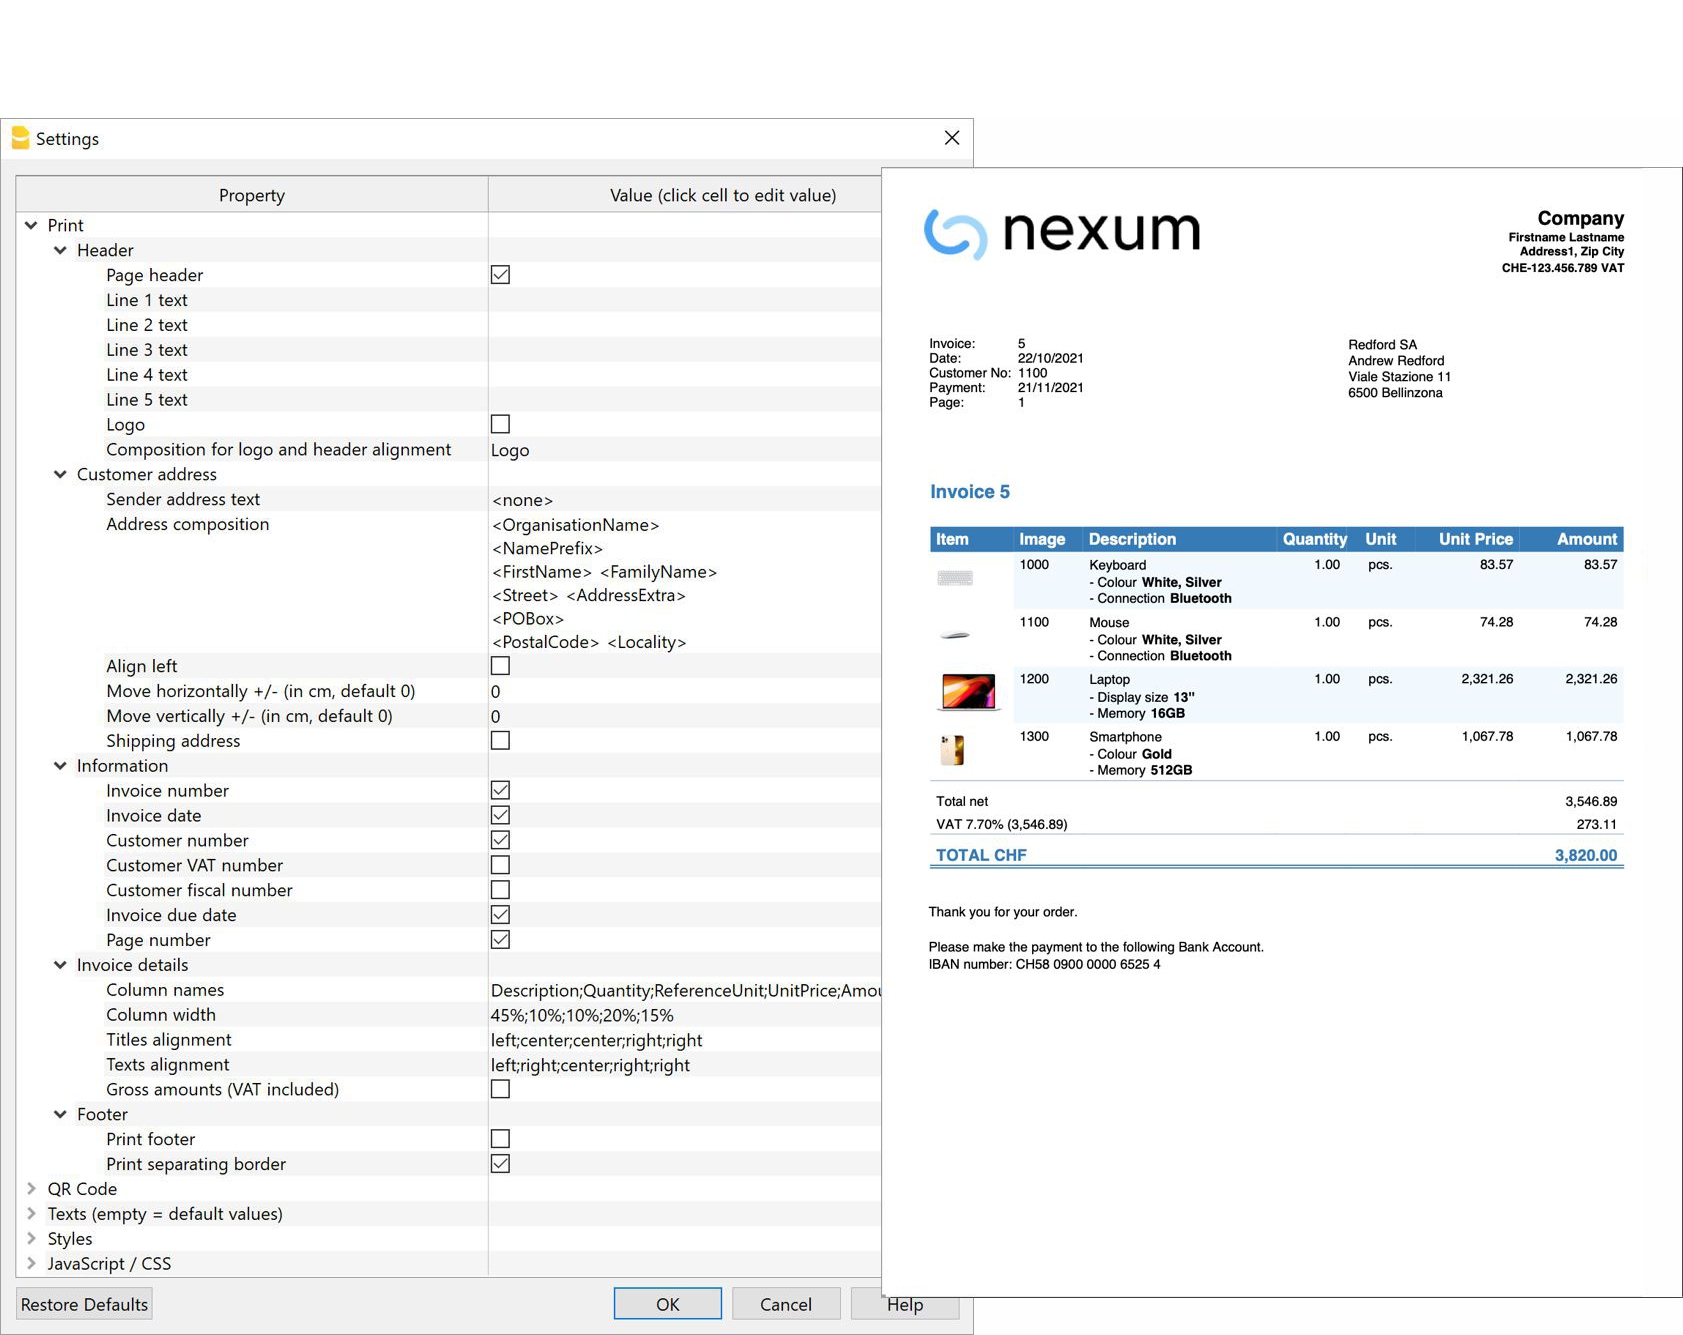 Settings
Property
Value (click cell to edit value)
Print
Header
Page header
Line 1 text
Line 2 text
Line 3 text
Line 4 text
Line 5 text
Logo
Composition for logo and header alignment Logo
Customer address
Sender address text <none>
Address composition <OrganisationName>
<NamePrefix>
<FirstName> <FamilyName>
<Street> <AddressExtra>
<POBox>
<PostalCode> <Locality>
Align left
Move horizontally +/- (in cm, default 0) 0
Move vertically +/- (in cm, default 0) 0
Shipping address
Information
Invoice number
Invoice date
Customer number
Customer VAT number
Customer fiscal number
Invoice due date
Page number
Invoice details
Column names Description;Quantity;ReferenceUnit;UnitPrice;Amou
Column width 45%;10%;10%;20%;15%
Titles alignment left;center;center;right;right
Texts alignment left;right;center;right;right
Gross amounts (VAT included)
Footer
Print footer
Print separating border
QR Code
Texts (empty = default values)
Styles
JavaScript / CSS
Restore Defaults
OK
Cancel
Help
nexum
Company
Firstname Lastname
Address1, Zip City
CHE-123.456.789 VAT
Invoice: 5
Date: 22/10/2021
Customer No: 1100
Payment: 21/11/2021
Page: 1
Redford SA
Andrew Redford
Viale Stazione 11
6500 Bellinzona
Invoice 5
Item Image Description Quantity Unit Unit Price Amount
1000 Keyboard 1.00 pcs. 83.57 83.57
- Colour White, Silver
- Connection Bluetooth
1100 Mouse 1.00 pcs. 74.28 74.28
- Colour White, Silver
- Connection Bluetooth
1200 Laptop 1.00 pcs. 2,321.26 2,321.26
- Display size 13"
- Memory 16GB
1300 Smartphone 1.00 pcs. 1,067.78 1,067.78
- Colour Gold
- Memory 512GB
Total net 3,546.89
VAT 7.70% (3,546.89) 273.11
TOTAL CHF 3,820.00
Thank you for your order.
Please make the payment to the following Bank Account.
IBAN number: CH58 0900 0000 6525 4